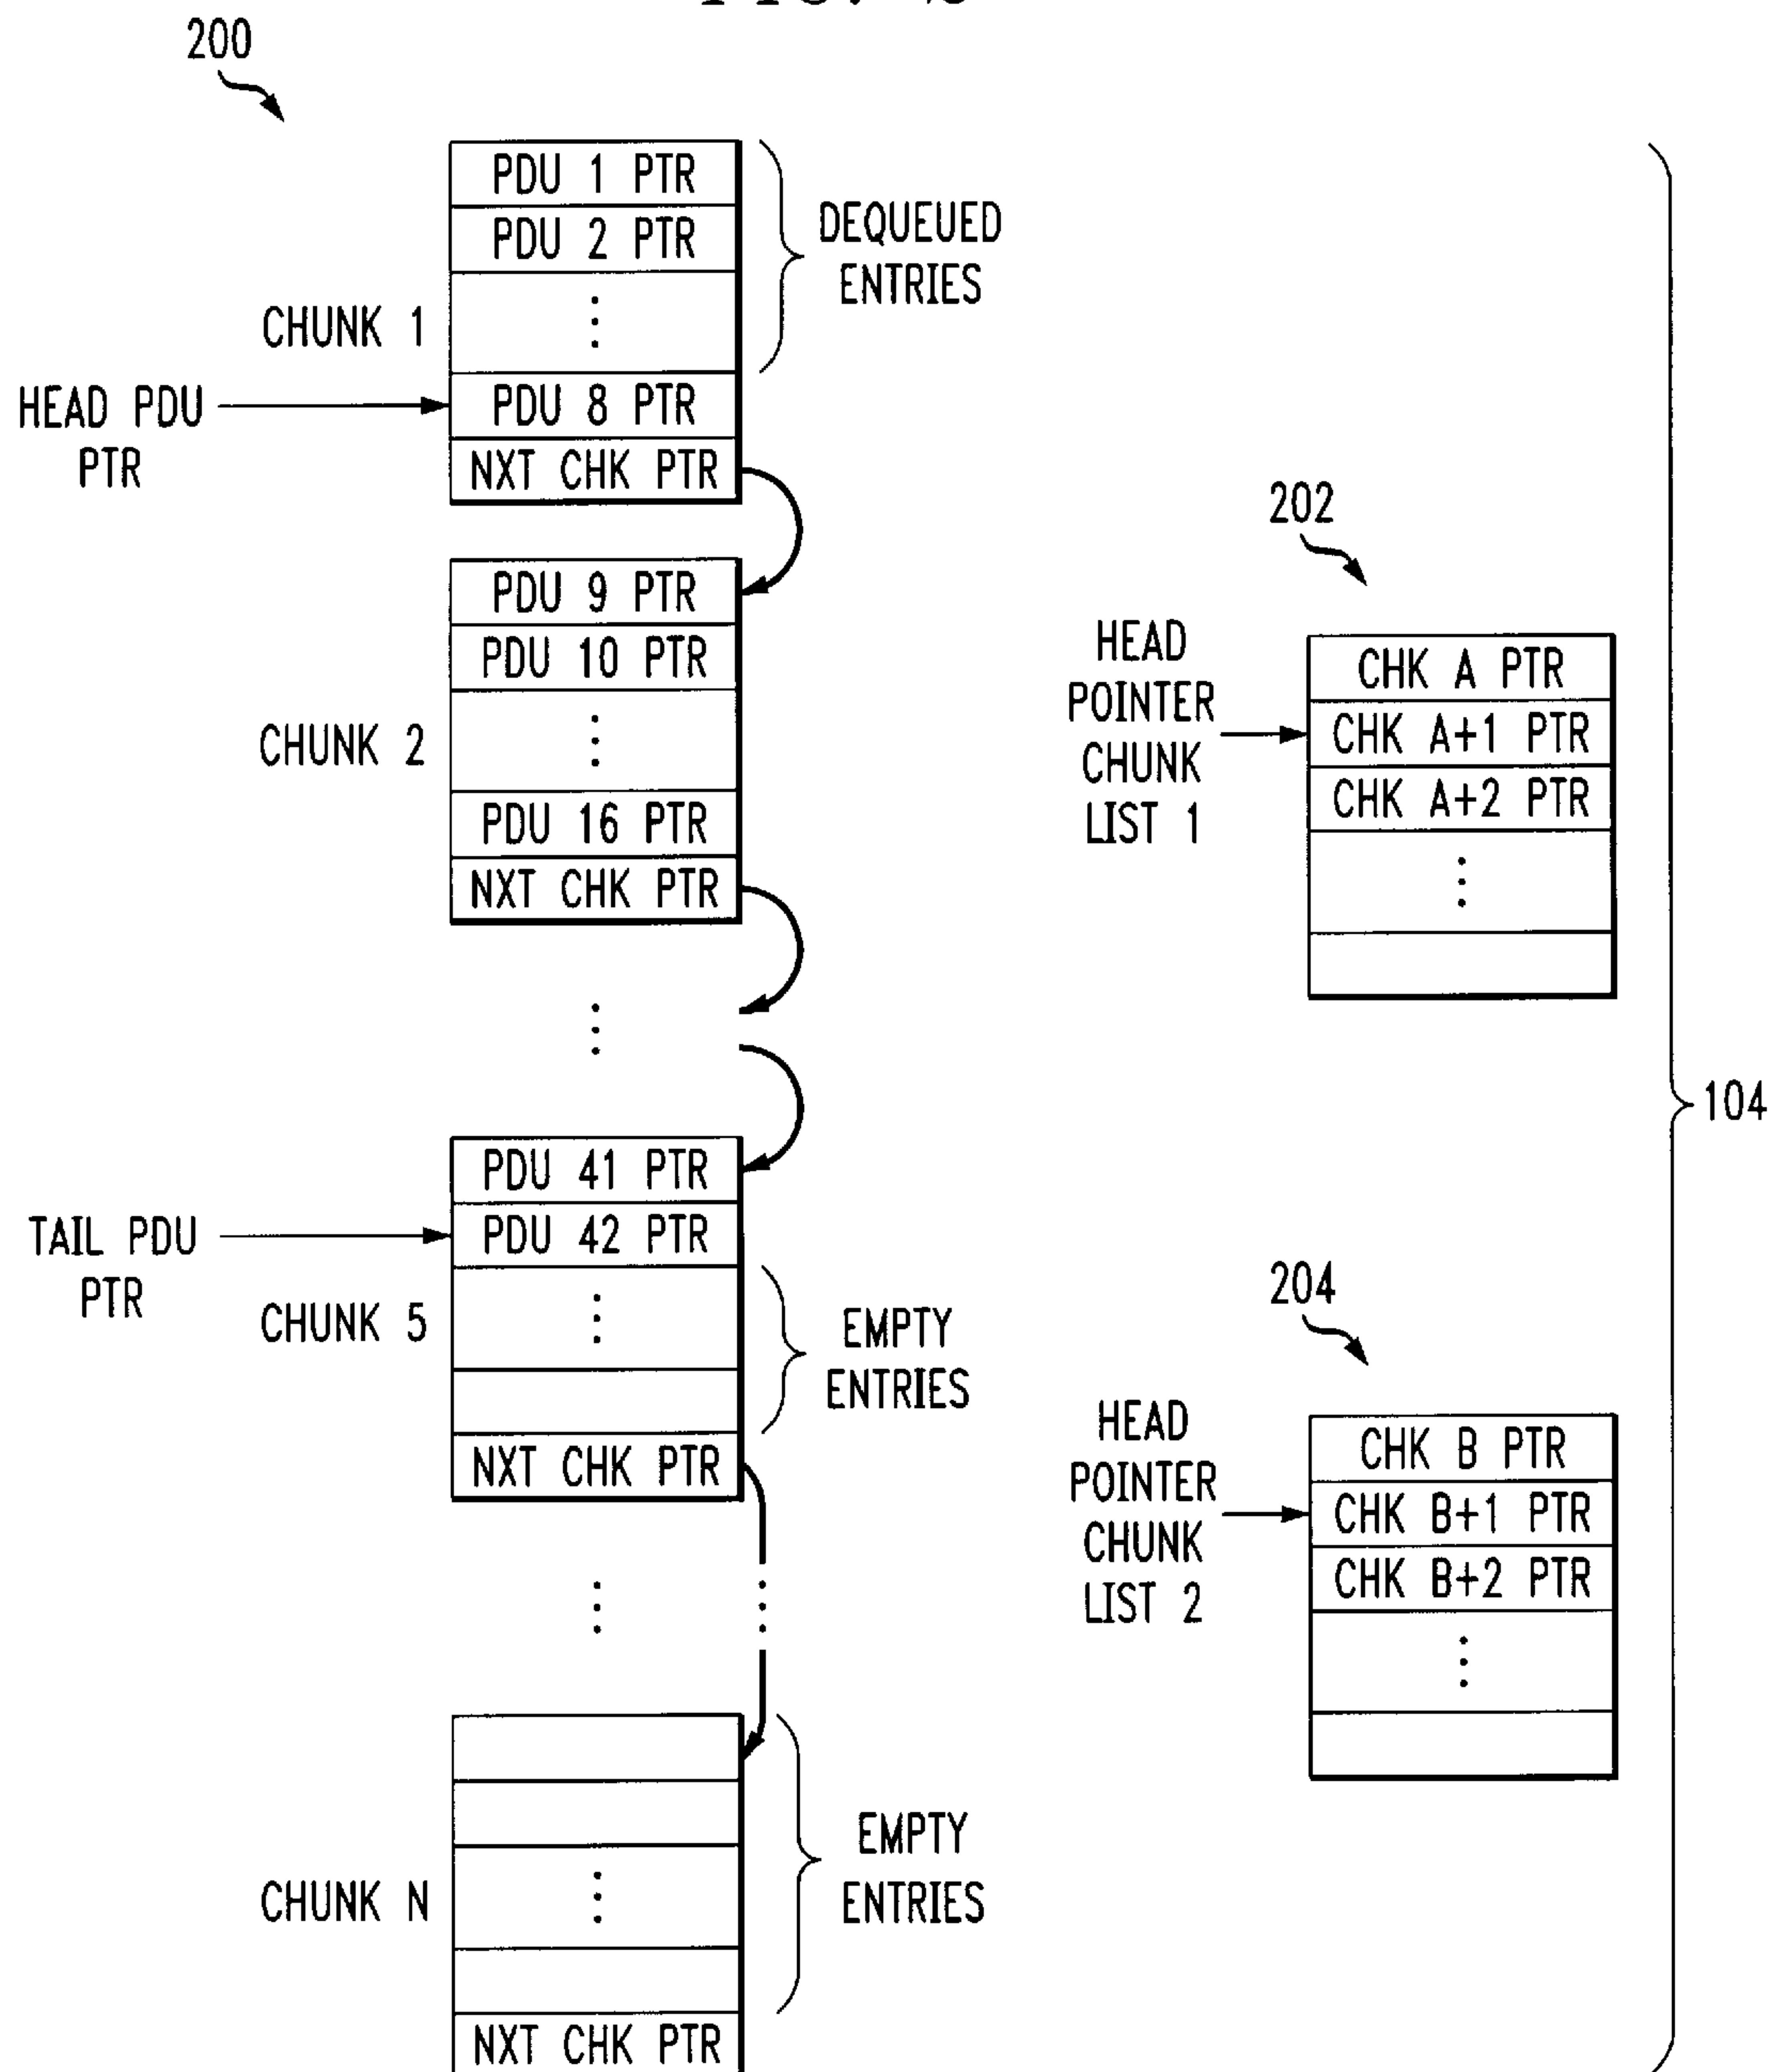 200
PDU 1 PTR
PDU 2 PTR
DEQUEUED
ENTRIES
CHUNK 1
HEAD PDU
PTR
PDU 8 PTR
NXT CHK PTR
PDU 9 PTR
PDU 10 PTR
CHUNK 2
PDU 16 PTR
NXT CHK PTR
PDU 41 PTR
TAIL PDU
PTR
PDU 42 PTR
CHUNK 5
EMPTY
ENTRIES
NXT CHK PTR
CHUNK N
EMPTY
ENTRIES
NXT CHK PTR
202
HEAD
POINTER
CHUNK
LIST 1
CHK A PTR
CHK A+1 PTR
CHK A+2 PTR
204
HEAD
POINTER
CHUNK
LIST 2
CHK B PTR
CHK B+1 PTR
CHK B+2 PTR
104